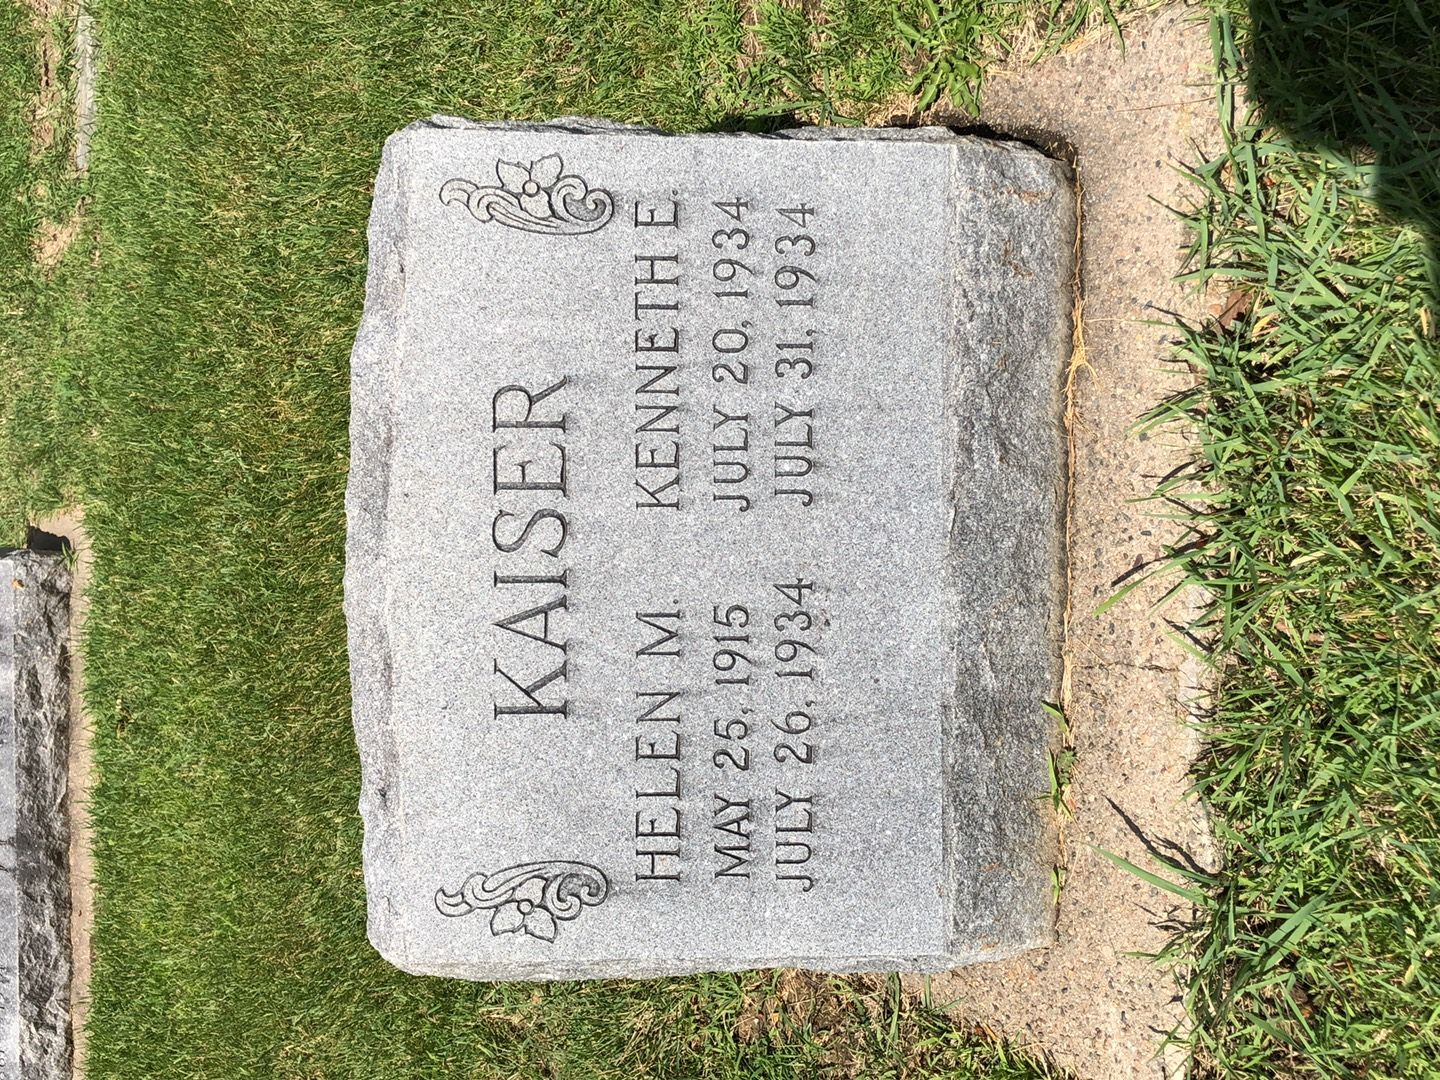 KAISER
HELEN M. KENNETH E.
MAY 25, 1915 JULY 20, 1934
JULY 26, 1934 JULY 31, 1934